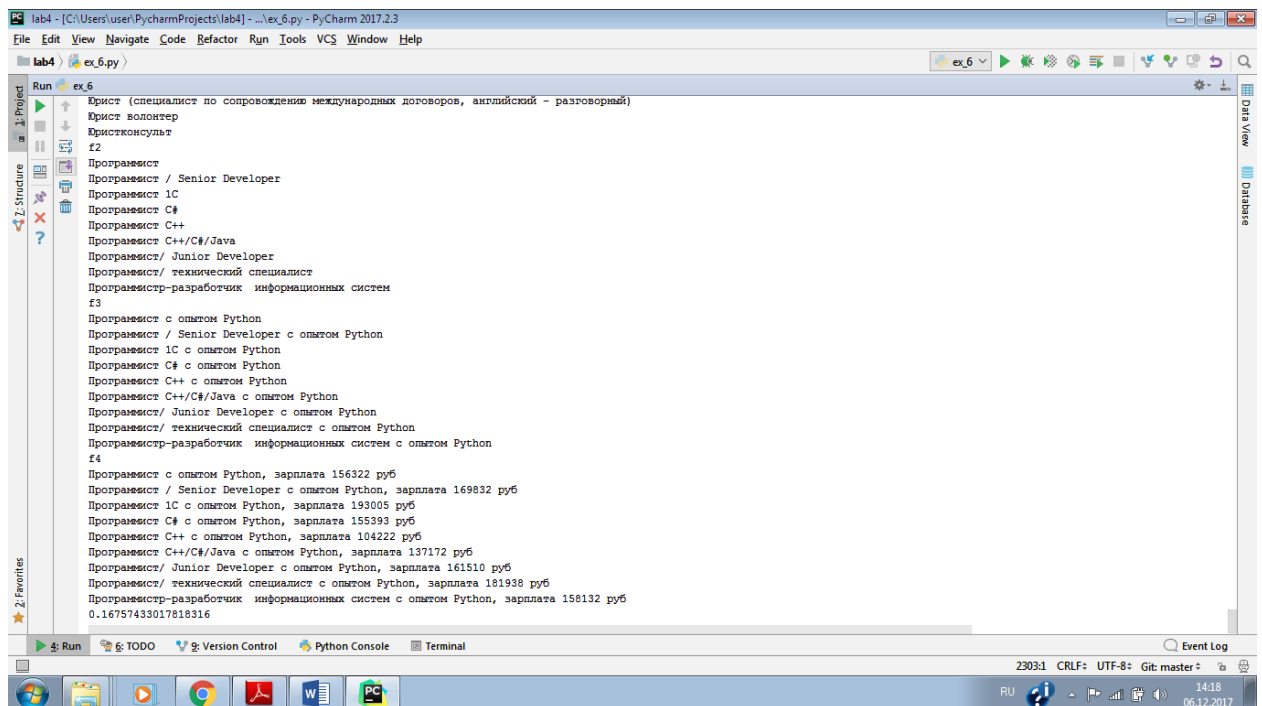 lab4 - [C:\Users\user\PycharmProjects\lab4] - ...\ex_6.py - PyCharm 2017.2.3
File Edit View Navigate Code Refactor Run Tools VCS Window Help
lab4 ex_6.py ex_6
Run ex_6
1: Project
Z: Structure
2: Favorites
Data View
Database
Юрист (специалист по сопровождению международных договоров, английский - разговорный)
Юрист волонтер
Юристконсульт
f2
Программист
Программист / Senior Developer
Программист 1С
Программист C#
Программист C++
Программист C++/C#/Java
Программист/ Junior Developer
Программист/ технический специалист
Программистр-разработчик информационных систем
f3
Программист с опытом Python
Программист / Senior Developer с опытом Python
Программист 1С с опытом Python
Программист C# с опытом Python
Программист C++ с опытом Python
Программист C++/C#/Java с опытом Python
Программист/ Junior Developer с опытом Python
Программист/ технический специалист с опытом Python
Программистр-разработчик информационных систем с опытом Python
f4
Программист с опытом Python, зарплата 156322 руб
Программист / Senior Developer с опытом Python, зарплата 169832 руб
Программист 1С с опытом Python, зарплата 193005 руб
Программист C# с опытом Python, зарплата 155393 руб
Программист C++ с опытом Python, зарплата 104222 руб
Программист C++/C#/Java с опытом Python, зарплата 137172 руб
Программист/ Junior Developer с опытом Python, зарплата 161510 руб
Программист/ технический специалист с опытом Python, зарплата 181938 руб
Программистр-разработчик информационных систем с опытом Python, зарплата 158132 руб
0.16757433017818316
4: Run 6: TODO 9: Version Control Python Console Terminal Event Log
2303:1 CRLF UTF-8 Git: master
RU 14:18
06.12.2017